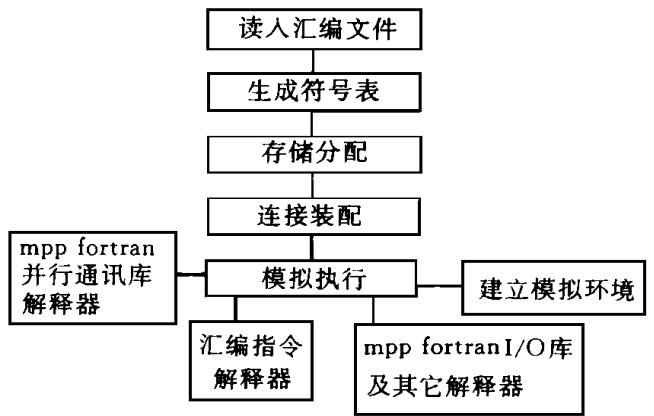 读入汇编文件
生成符号表
存储分配
连接装配
mpp fortran
并行通讯库
解释器
模拟执行
建立模拟环境
汇编指令
解释器
mpp fortranI/O库
及其它解释器